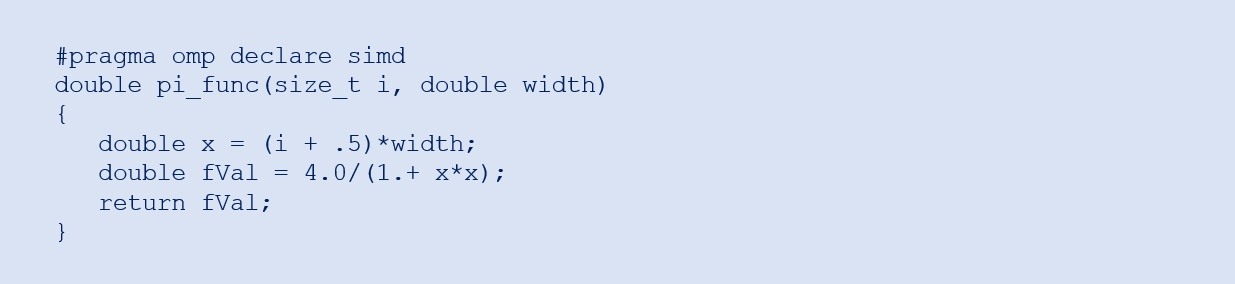 #pragma omp declare simd
double pi_func(size_t i, double width)
{
   double x = (i + .5)*width;
   double fVal = 4.0/(1.+ x*x);
   return fVal;
}